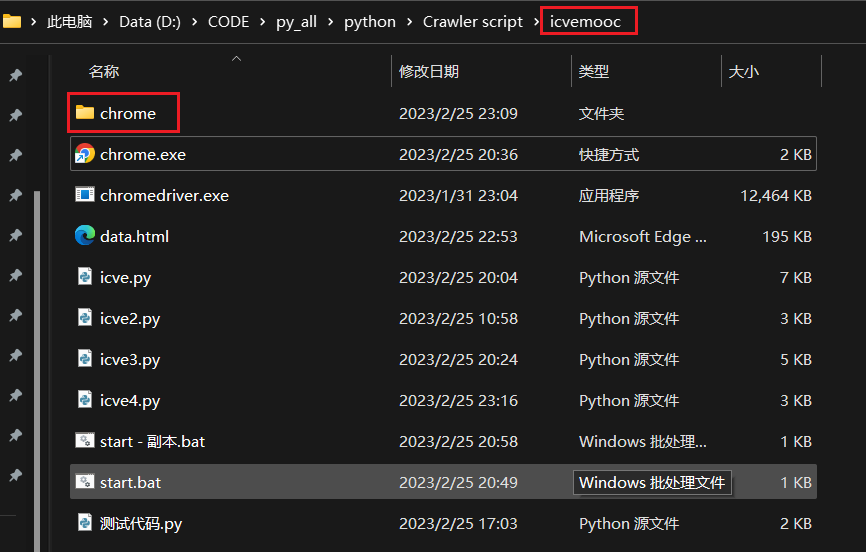 此电脑 > Data (D:) > CODE > py_all > python > Crawler script > icvemooc
名称 修改日期 类型 大小
chrome 2023/2/25 23:09 文件夹
chrome.exe 2023/2/25 20:36 快捷方式 2 KB
chromedriver.exe 2023/1/31 23:04 应用程序 12,464 KB
data.html 2023/2/25 22:53 Microsoft Edge ... 195 KB
icve.py 2023/2/25 20:04 Python 源文件 7 KB
icve2.py 2023/2/25 10:58 Python 源文件 3 KB
icve3.py 2023/2/25 20:24 Python 源文件 5 KB
icve4.py 2023/2/25 23:16 Python 源文件 3 KB
start - 副本.bat 2023/2/25 20:58 Windows 批处理... 1 KB
start.bat 2023/2/25 20:49 Windows 批处理文件 1 KB
测试代码.py 2023/2/25 17:03 Python 源文件 2 KB